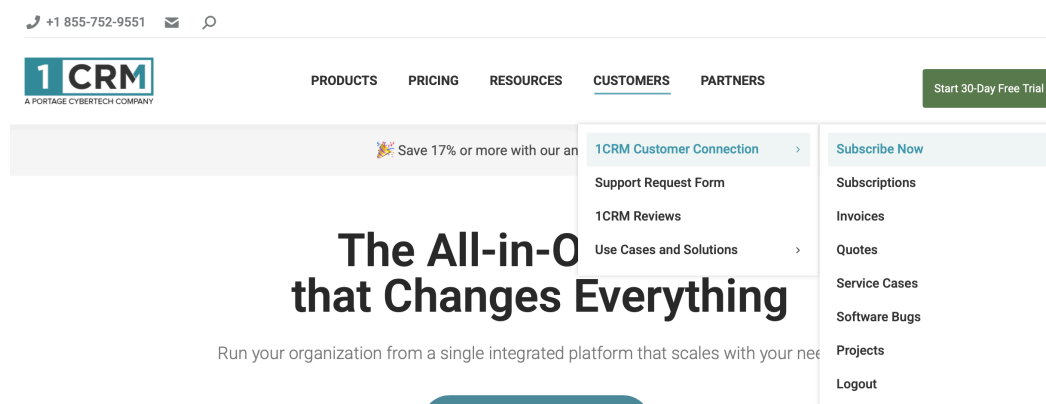 +1 855-752-9551
1 CRM
A PORTAGE CYBERTECH COMPANY
PRODUCTS PRICING RESOURCES CUSTOMERS PARTNERS
Start 30-Day Free Trial
🎉 Save 17% or more with our an
1CRM Customer Connection
Support Request Form
1CRM Reviews
Use Cases and Solutions
Subscribe Now
Subscriptions
Invoices
Quotes
Service Cases
Software Bugs
Projects
Logout
The All-in-O
that Changes Everything
Run your organization from a single integrated platform that scales with your nee